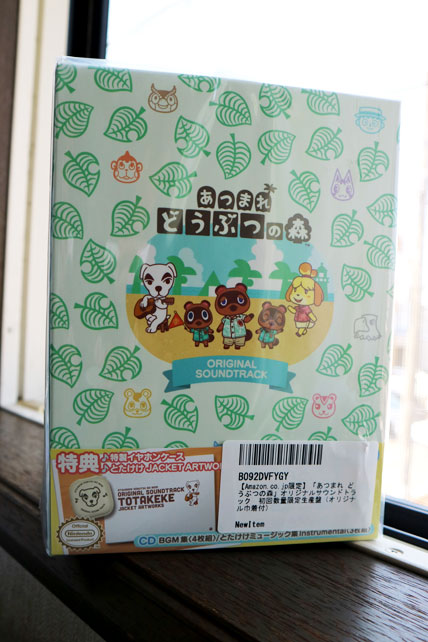 あつまれ
どうぶつの森
ORIGINAL
SOUNDTRACK
特典
♪特製イヤホンケース
♪とたけけ JACKET ARTWORK
ORIGINAL SOUNDTRACK
TOTAKEKE
JACKET ARTWORKS
Official
Nintendo
B092DVFYGY
【Amazon.co.jp限定】「あつまれ ど
うぶつの森」オリジナルサウンドトラ
ック 初回数量限定生産盤（オリジナ
ル巾着付）
NewItem
CD BGM集(4枚組)/とたけけミュージック集 Instrumental(3枚組)